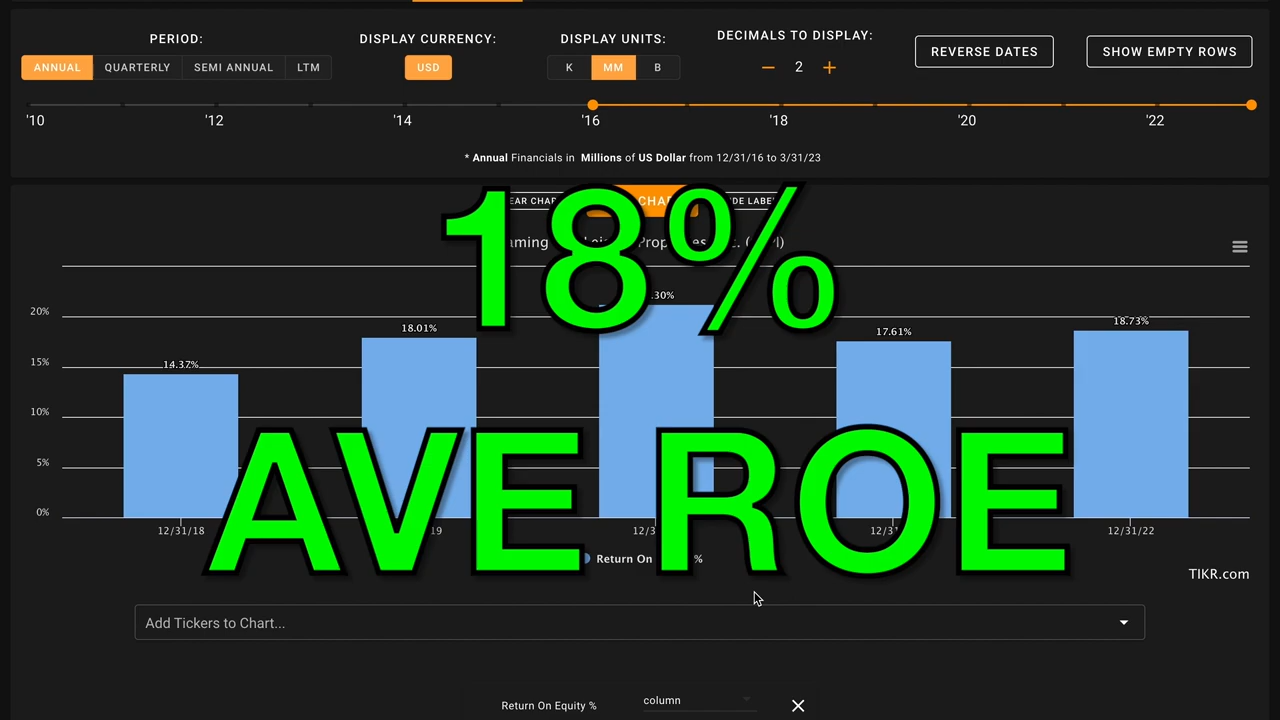 PERIOD: DISPLAY CURRENCY: DISPLAY UNITS: DECIMALS TO DISPLAY:
REVERSE DATES SHOW EMPTY ROWS
ANNUAL QUARTERLY SEMI ANNUAL LTM USD K MM B — 2 +
'10 '12 '14 '16 '18 '20 '22
* Annual Financials in Millions of US Dollar from 12/31/16 to 3/31/23
18%
20%
18.01% 17.61% 18.73%
15%
14.37%
10%
AVE ROE
5%
0%
12/31/18 12/31/22
Return On %
TIKR.com
Add Tickers to Chart...
Return On Equity % column